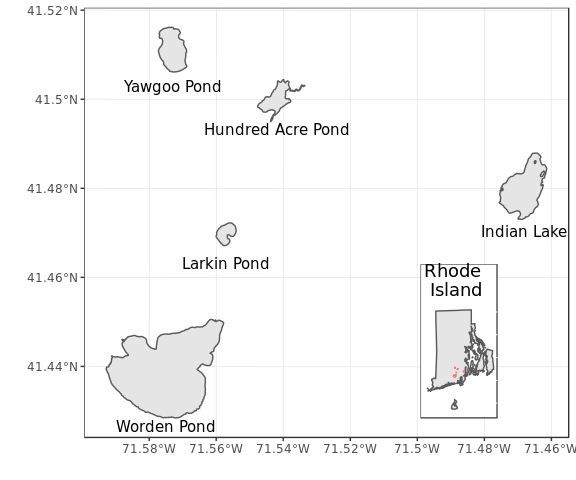 41.52°N
Yawgoo Pond
41.5°N
Hundred Acre Pond
41.48°N
Indian Lake
Larkin Pond
41.46°N
Rhode
Island
41.44°N
Worden Pond
71.58°W 71.56°W 71.54°W 71.52°W 71.5°W 71.48°W 71.46°W